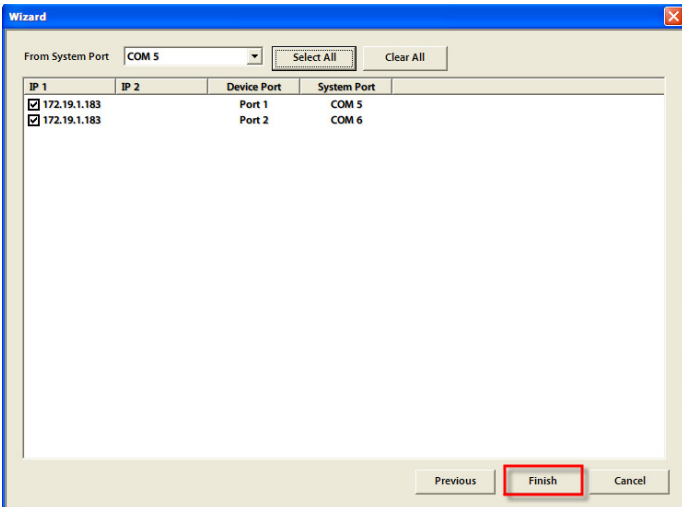 Wizard
From System Port COM 5 Select All Clear All
IP 1 IP 2 Device Port System Port
172.19.1.183 Port 1 COM 5
172.19.1.183 Port 2 COM 6
Previous Finish Cancel